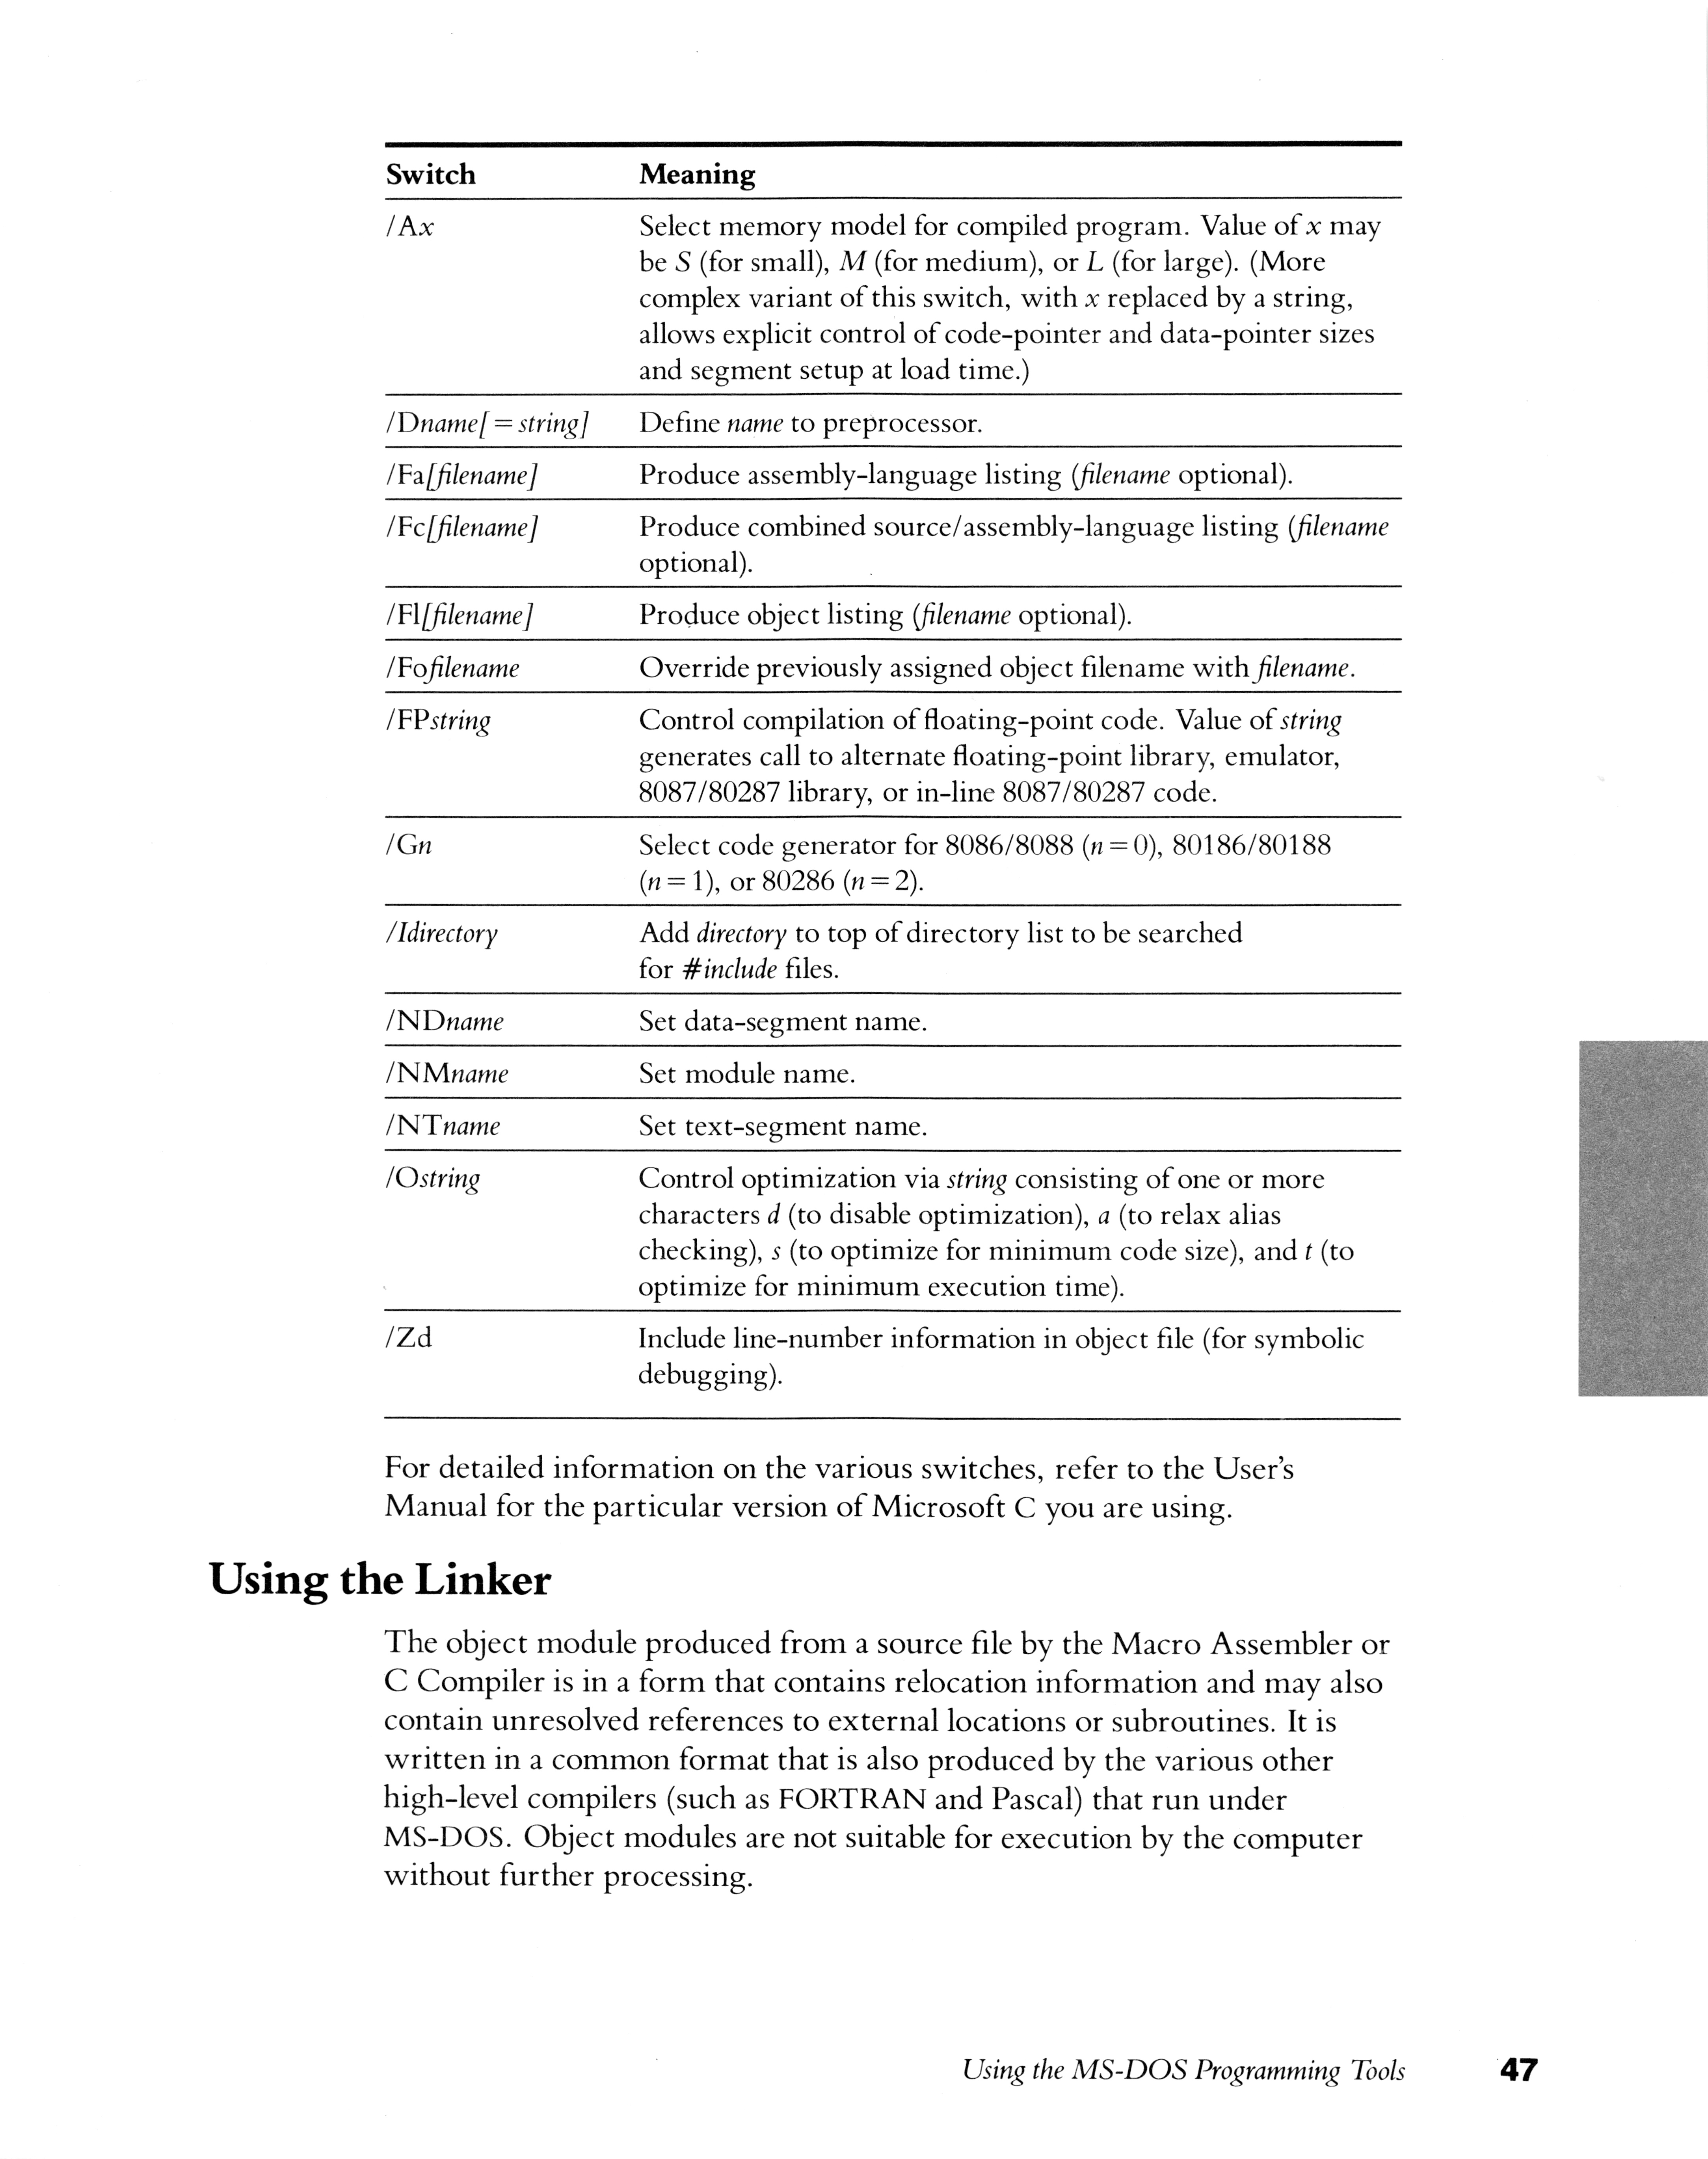 Switch Meaning
/Ax Select memory model for compiled program. Value of x may
be S (for small), M (for medium), or L (for large). (More
complex variant of this switch, with x replaced by a string,
allows explicit control of code-pointer and data-pointer sizes
and segment setup at load time.)
/Dname[=string] Define name to preprocessor.
/Fa[filename] Produce assembly-language listing (filename optional).
/Fc[filename] Produce combined source/assembly-language listing (filename
optional).
/Fl[filename] Produce object listing (filename optional).
/Fofilename Override previously assigned object filename with filename.
/FPstring Control compilation of floating-point code. Value of string
generates call to alternate floating-point library, emulator,
8087/80287 library, or in-line 8087/80287 code.
/Gn Select code generator for 8086/8088 (n = 0), 80186/80188
(n = 1), or 80286 (n = 2).
/Idirectory Add directory to top of directory list to be searched
for #include files.
/NDname Set data-segment name.
/NMname Set module name.
/NTname Set text-segment name.
/Ostring Control optimization via string consisting of one or more
characters d (to disable optimization), a (to relax alias
checking), s (to optimize for minimum code size), and t (to
optimize for minimum execution time).
/Zd Include line-number information in object file (for symbolic
debugging).
For detailed information on the various switches, refer to the User's
Manual for the particular version of Microsoft C you are using.
Using the Linker
The object module produced from a source file by the Macro Assembler or
C Compiler is in a form that contains relocation information and may also
contain unresolved references to external locations or subroutines. It is
written in a common format that is also produced by the various other
high-level compilers (such as FORTRAN and Pascal) that run under
MS-DOS. Object modules are not suitable for execution by the computer
without further processing.
Using the MS-DOS Programming Tools 47